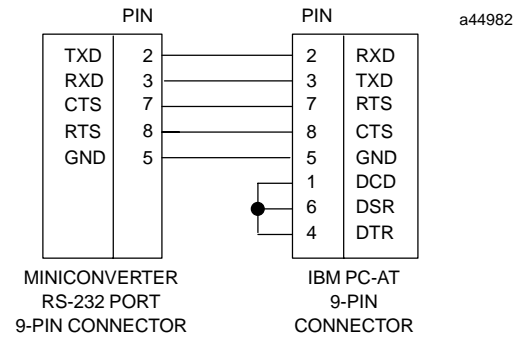 PIN PIN a44982
TXD 2 2 RXD
RXD 3 3 TXD
CTS 7 7 RTS
RTS 8 8 CTS
GND 5 5 GND
1 DCD
6 DSR
4 DTR
MINICONVERTER IBM PC-AT
RS-232 PORT 9-PIN
9-PIN CONNECTOR CONNECTOR